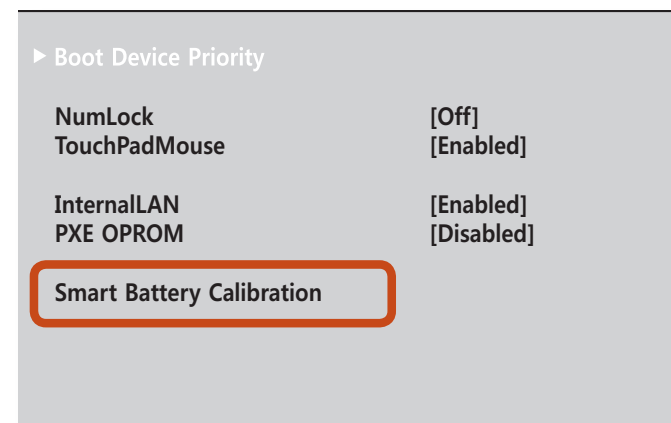 ▶ Boot Device Priority
NumLock [Off]
TouchPadMouse [Enabled]
InternalLAN [Enabled]
PXE OPROM [Disabled]
Smart Battery Calibration